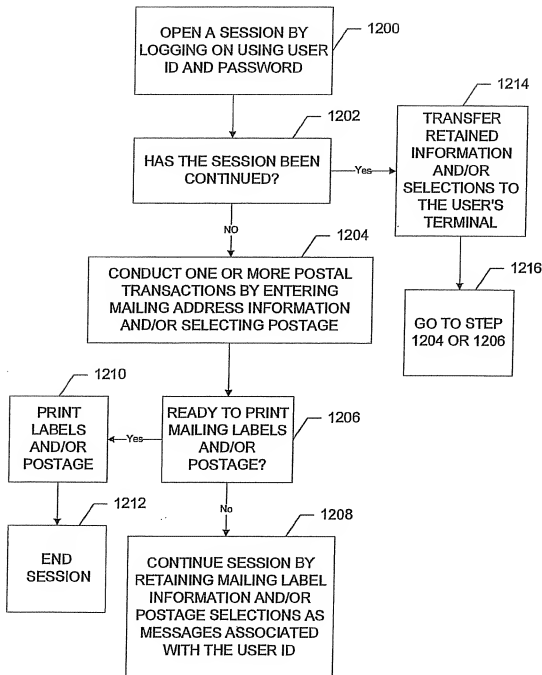 OPEN A SESSION BY
LOGGING ON USING USER
ID AND PASSWORD
1200
1202
HAS THE SESSION BEEN
CONTINUED?
Yes
1214
TRANSFER
RETAINED
INFORMATION
AND/OR
SELECTIONS TO
THE USER'S
TERMINAL
NO
1204
CONDUCT ONE OR MORE POSTAL
TRANSACTIONS BY ENTERING
MAILING ADDRESS INFORMATION
AND/OR SELECTING POSTAGE
1216
GO TO STEP
1204 OR 1206
1210
PRINT
LABELS
AND/OR
POSTAGE
Yes
READY TO PRINT
MAILING LABELS
AND/OR
POSTAGE?
1206
1212
END
SESSION
No
1208
CONTINUE SESSION BY
RETAINING MAILING LABEL
INFORMATION AND/OR
POSTAGE SELECTIONS AS
MESSAGES ASSOCIATED
WITH THE USER ID